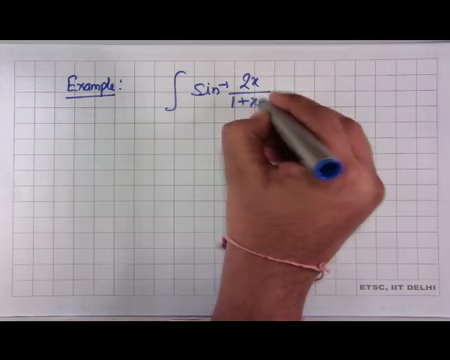 Example: ∫ sin⁻¹ 2x / 1+x
ETSC, IIT DELHI